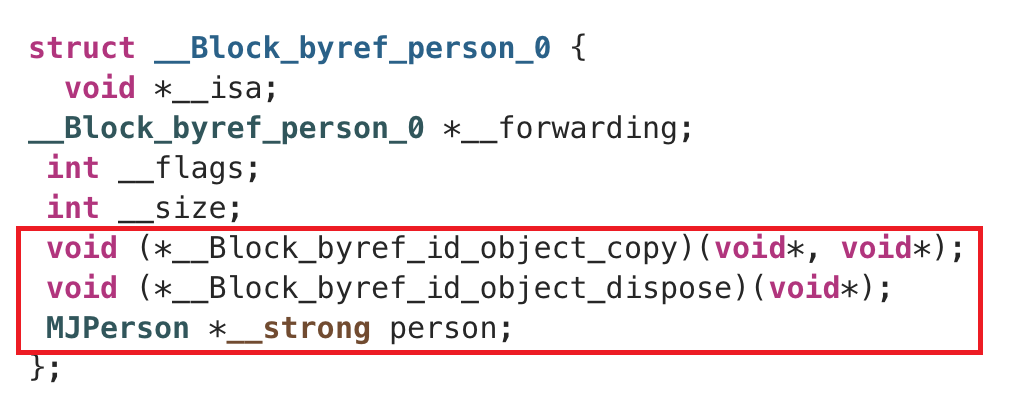 struct __Block_byref_person_0 {
  void *__isa;
__Block_byref_person_0 *__forwarding;
 int __flags;
 int __size;
 void (*__Block_byref_id_object_copy)(void*, void*);
 void (*__Block_byref_id_object_dispose)(void*);
 MJPerson *__strong person;
};